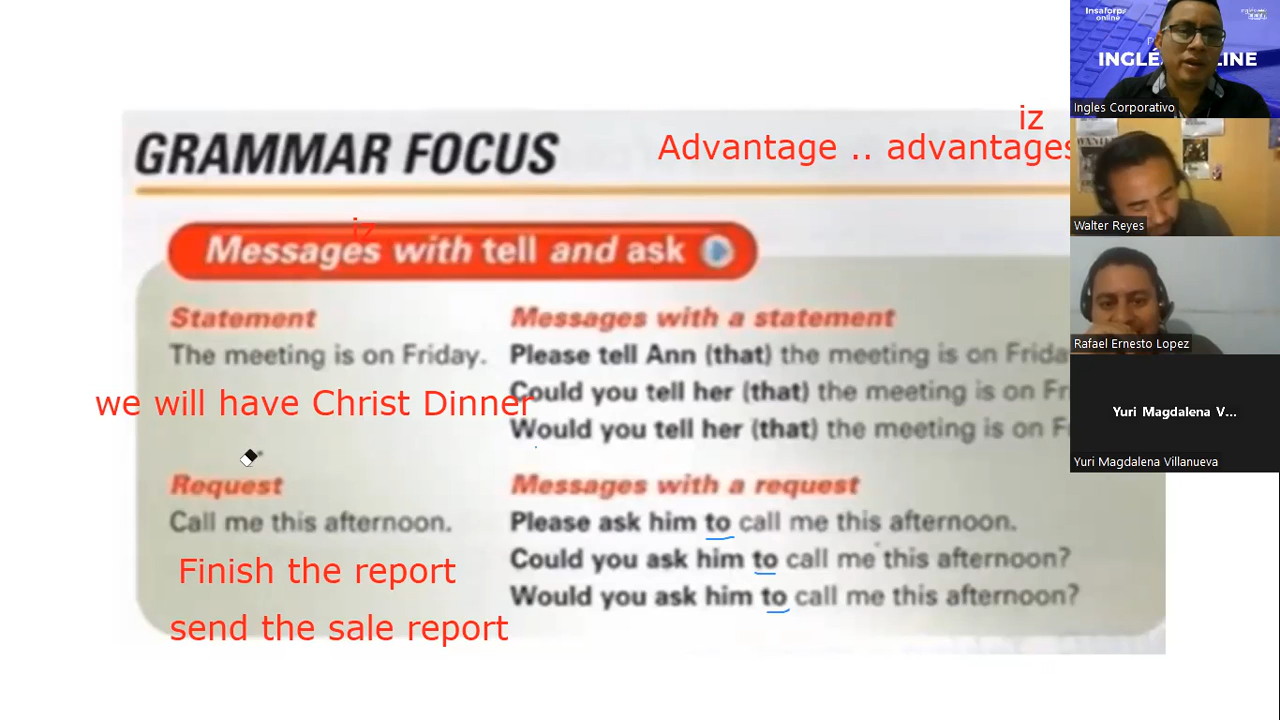 Insaforp
online
INGLÉ LINE
Ingles Corporativo
iz
Advantage .. advantages
GRAMMAR FOCUS
WANTED
Walter Reyes
iz
Messages with tell and ask
Statement
Messages with a statement
The meeting is on Friday.
Please tell Ann (that) the meeting is on Frida
we will have Christ Dinner
Could you tell her (that) the meeting is on Fr
Would you tell her (that) the meeting is on F
Rafael Ernesto Lopez
Yuri Magdalena V...
Yuri Magdalena Villanueva
Request
Messages with a request
Call me this afternoon.
Please ask him to call me this afternoon.
Finish the report
Could you ask him to call me this afternoon?
Would you ask him to call me this afternoon?
send the sale report